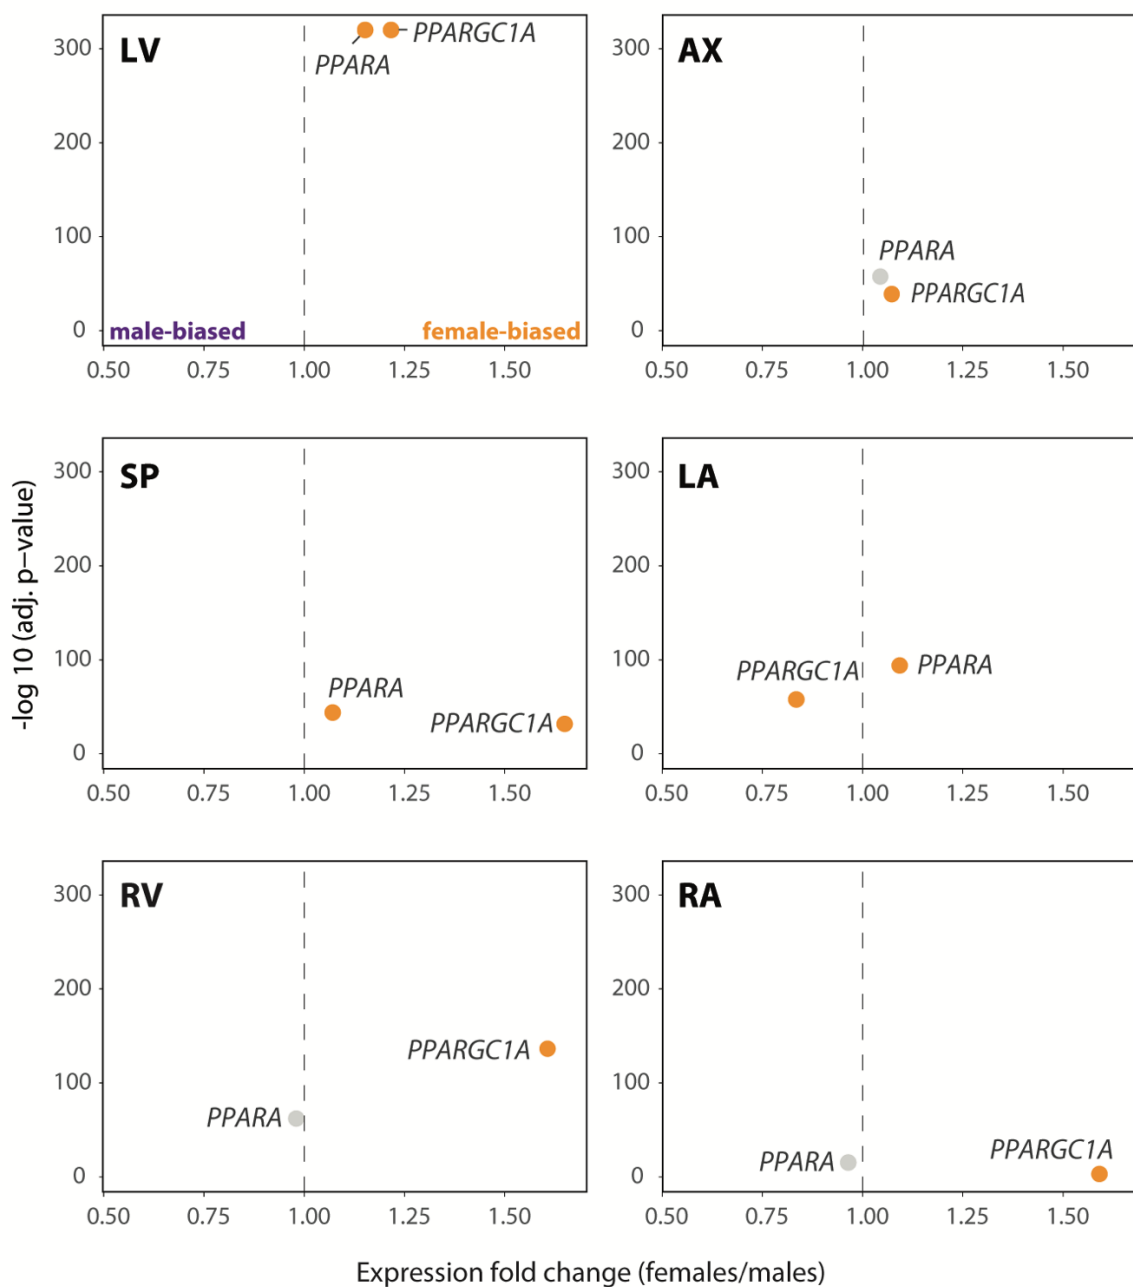 LV
300
200
100
0
PPARGC1A
PPARA
male-biased
female-biased
0.50 0.75 1.00 1.25 1.50
AX
300
200
100
0
PPARA
PPARGC1A
0.50 0.75 1.00 1.25 1.50
-log 10 (adj. p−value)
SP
300
200
100
0
PPARA
PPARGC1A
0.50 0.75 1.00 1.25 1.50
LA
300
200
100
0
PPARGC1A
PPARA
0.50 0.75 1.00 1.25 1.50
RV
300
200
100
0
PPARGC1A
PPARA
0.50 0.75 1.00 1.25 1.50
RA
300
200
100
0
PPARA
PPARGC1A
0.50 0.75 1.00 1.25 1.50
Expression fold change (females/males)